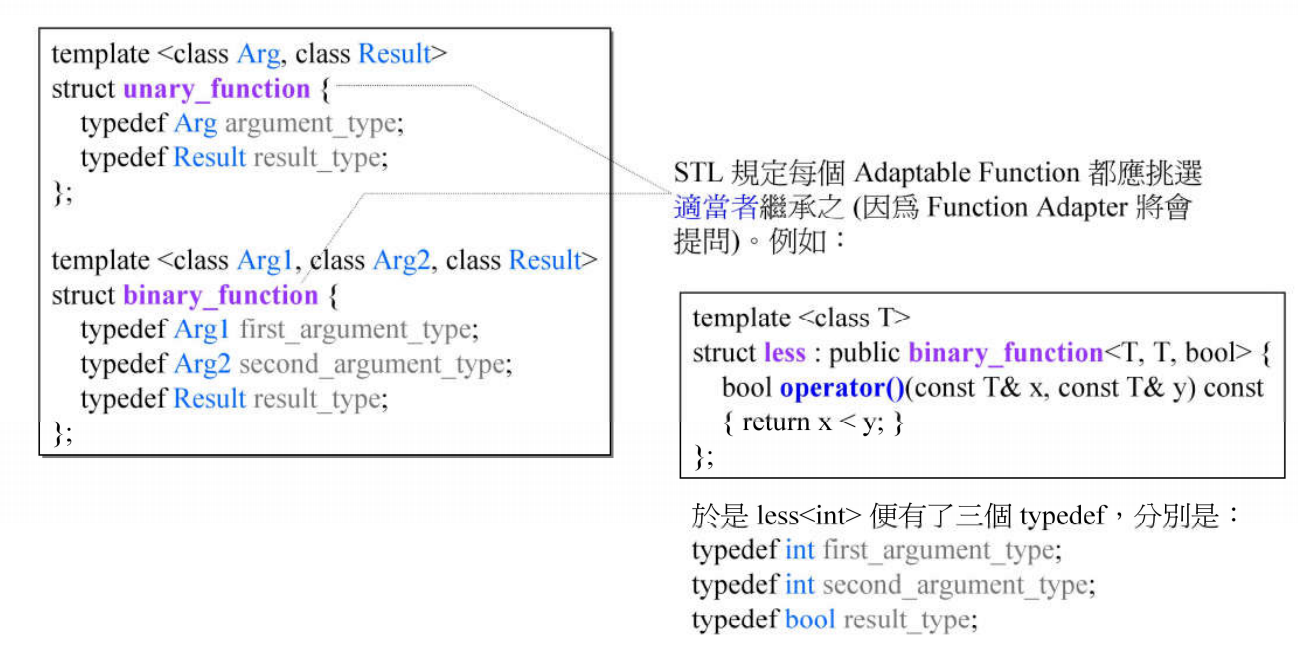 template <class Arg, class Result>
struct unary_function {
typedef Arg argument_type;
typedef Result result_type;
};
template <class Arg1, class Arg2, class Result>
struct binary_function {
typedef Arg1 first_argument_type;
typedef Arg2 second_argument_type;
typedef Result result_type;
};
STL 規定每個 Adaptable Function 都應挑選
適當者繼承之 (因為 Function Adapter 將會
提問)。例如：
template <class T>
struct less : public binary_function<T, T, bool> {
bool operator()(const T& x, const T& y) const
{ return x < y; }
};
於是 less<int> 便有了三個 typedef，分別是：
typedef int first_argument_type;
typedef int second_argument_type;
typedef bool result_type;